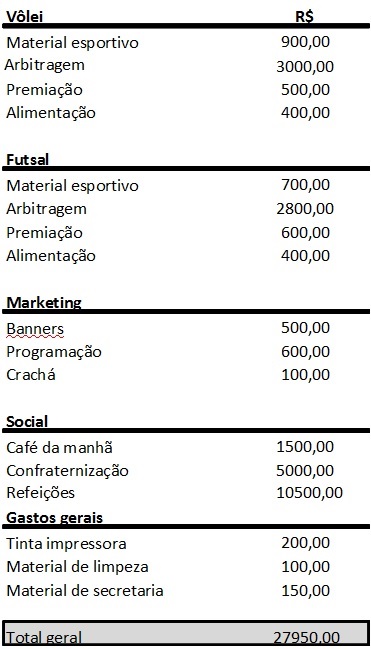 Vôlei R$
Material esportivo 900,00
Arbitragem 3000,00
Premiação 500,00
Alimentação 400,00
Futsal
Material esportivo 700,00
Arbitragem 2800,00
Premiação 600,00
Alimentação 400,00
Marketing
Banners 500,00
Programação 600,00
Crachá 100,00
Social
Café da manhã 1500,00
Confraternização 5000,00
Refeições 10500,00
Gastos gerais
Tinta impressora 200,00
Material de limpeza 100,00
Material de secretaria 150,00
Total geral 27950,00